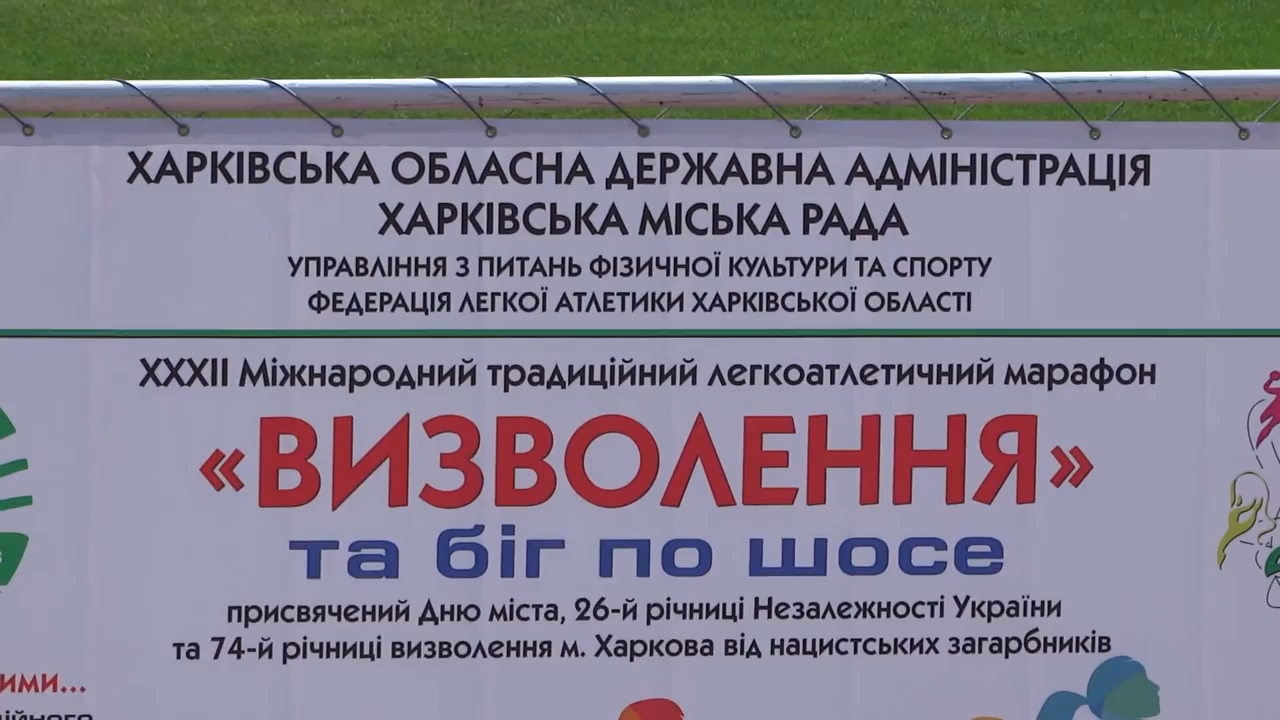 ХАРКІВСЬКА ОБЛАСНА ДЕРЖАВНА АДМІНІСТРАЦІЯ
ХАРКІВСЬКА МІСЬКА РАДА
УПРАВЛІННЯ З ПИТАНЬ ФІЗИЧНОЇ КУЛЬТУРИ ТА СПОРТУ
ФЕДЕРАЦІЯ ЛЕГКОЇ АТЛЕТИКИ ХАРКІВСЬКОЇ ОБЛАСТІ
XXXII Міжнародний традиційний легкоатлетичний марафон
«ВИЗВОЛЕННЯ»
та біг по шосе
присвячений Дню міста, 26-й річниці Незалежності України
та 74-й річниці визволення м. Харкова від нацистських загарбників